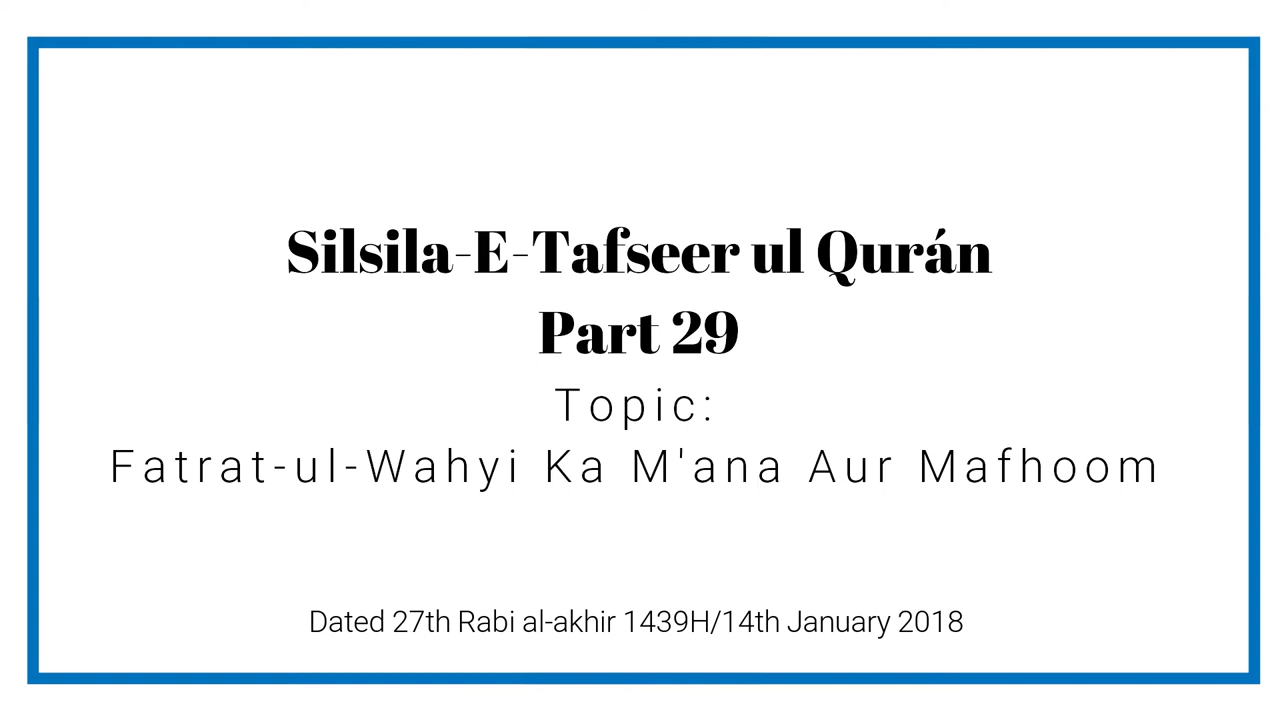 Silsila-E-Tafseer ul Qurán
Part 29
Topic:
Fatrat-ul-Wahyi Ka M'ana Aur Mafhoom
Dated 27th Rabi al-akhir 1439H/14th January 2018